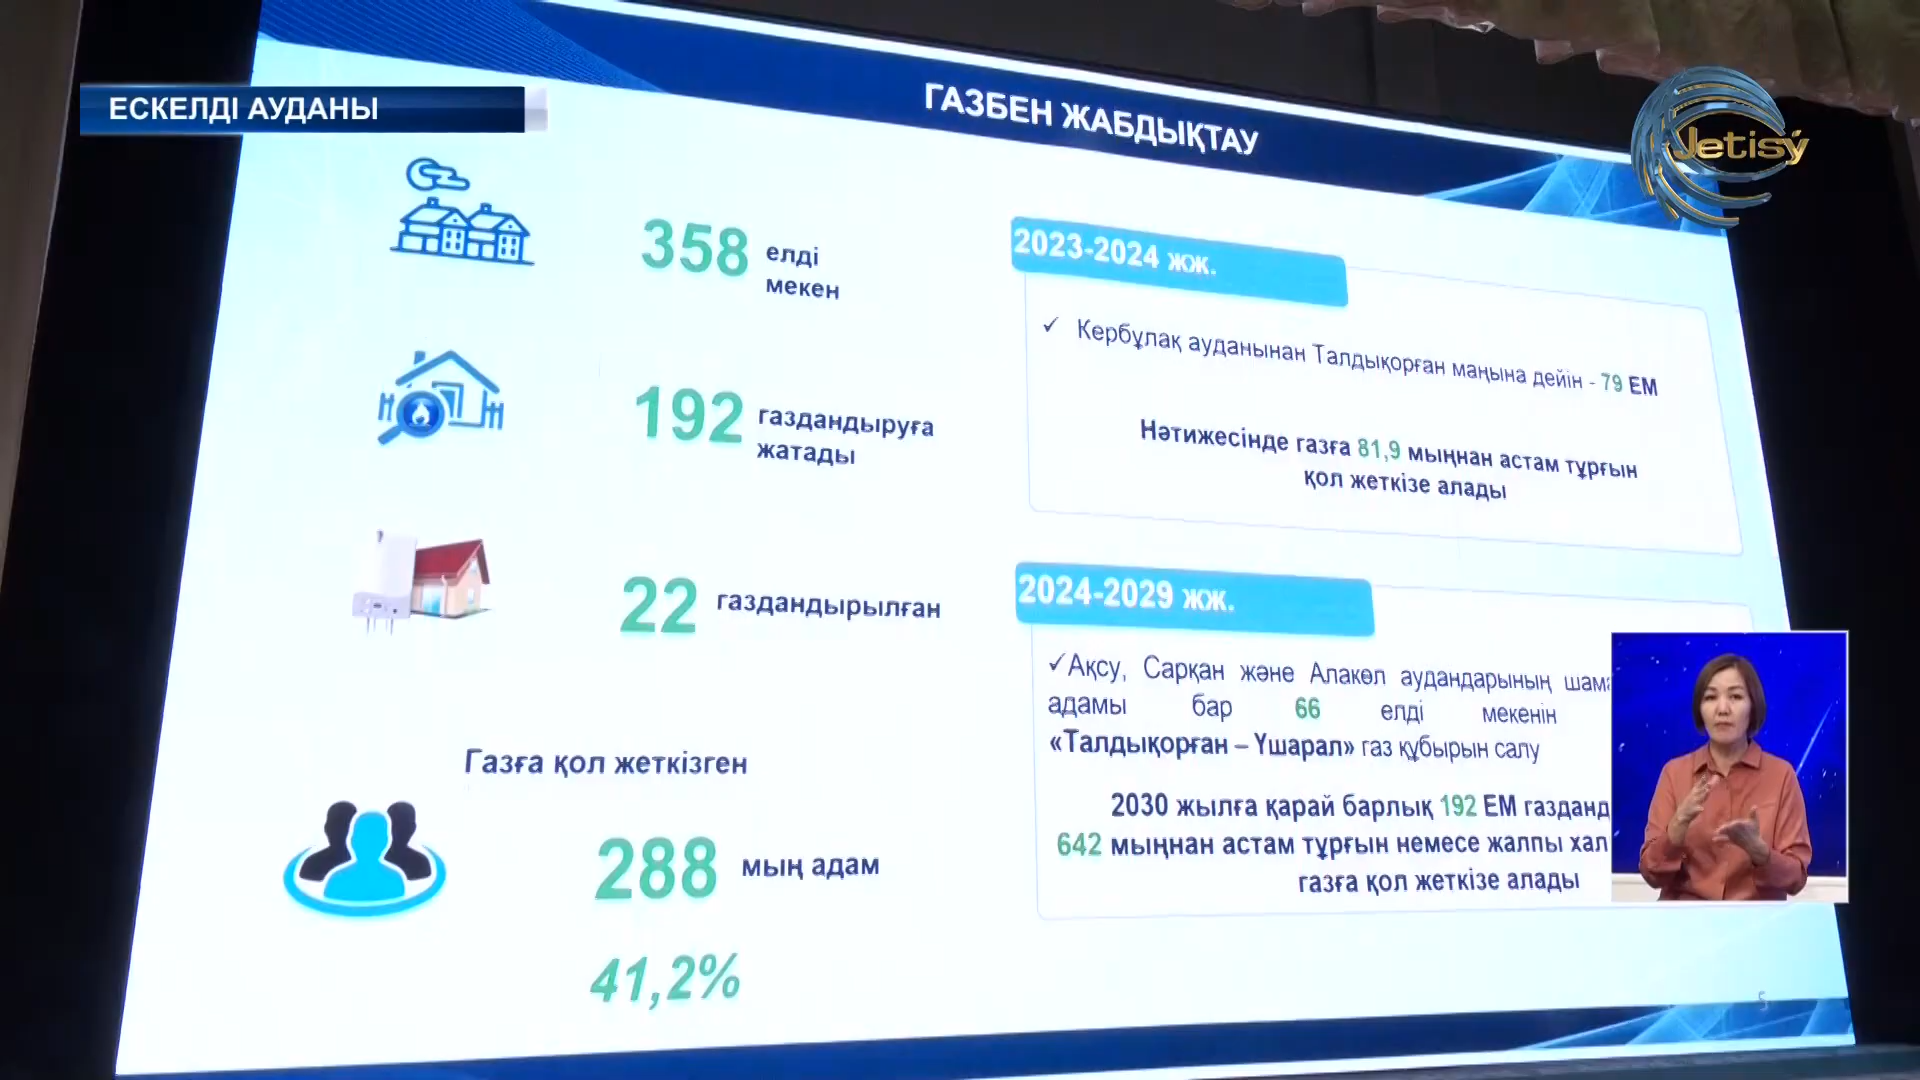 ЕСКЕЛДІ АУДАНЫ
Jetisý
ГАЗБЕН ЖАБДЫҚТАУ
358 елді
мекен
192 газдандыруға
жатады
22 газдандырылған
Газға қол жеткізген
288 мың адам
41,2%
2023-2024 жж.
✓ Кербұлақ ауданынан Талдықорған маңына дейін - 79 ЕМ
Нәтижесінде газға 81,9 мыңнан астам тұрғын
қол жеткізе алады
2024-2029 жж.
✓Ақсу, Сарқан және Алакөл аудандарының
адамы бар 66 елді мекенін
«Талдықорған – Үшарал» газ құбырын салу
2030 жылға қарай барлық 192 ЕМ
642 мыңнан астам тұрғын немесе жалпы
газға қол жеткізе алады
5